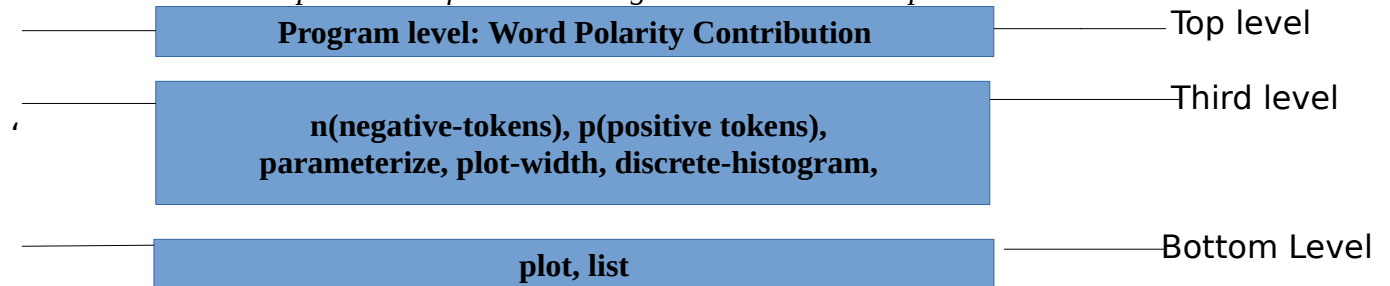 Program level: Word Polarity Contribution
Top level
n(negative-tokens), p(positive tokens),
parameterize, plot-width, discrete-histogram,
Third level
‘
plot, list
Bottom Level